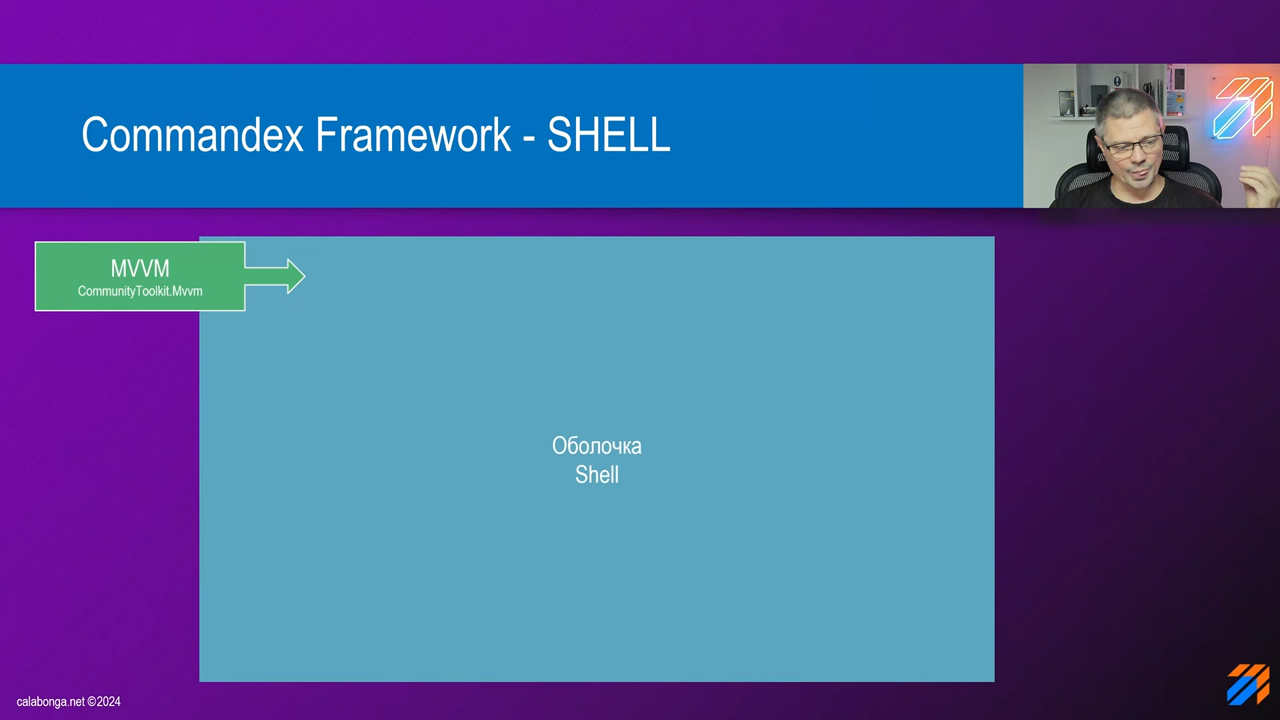 Commandex Framework - SHELL
MVVM
CommunityToolkit.Mvvm
Оболочка
Shell
calabonga.net ©2024